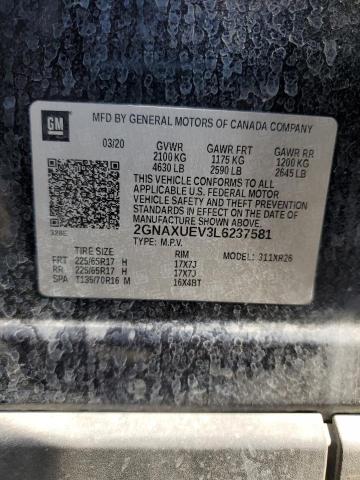 GM
MFD BY GENERAL MOTORS OF CANADA COMPANY
03/20 GVWR GAWR FRT GAWR RR
2100 KG 1175 KG 1200 KG
4630 LB 2590 LB 2645 LB
THIS VEHICLE CONFORMS TO ALL APPLICABLE
U.S. FEDERAL MOTOR
VEHICLE SAFETY, BUMPER, AND THEFT PREVENTION
STANDARDS IN EFFECT ON THE DATE OF
MANUFACTURE SHOWN ABOVE.
2GNAXUEV3L6237581
TYPE: M.P.V. MODEL: 311XR26
TIRE SIZE RIM
FRT 225/65R17 H 17X7J
RR 225/65R17 H 17X7J
SPA T135/70R16 M 16X4BT